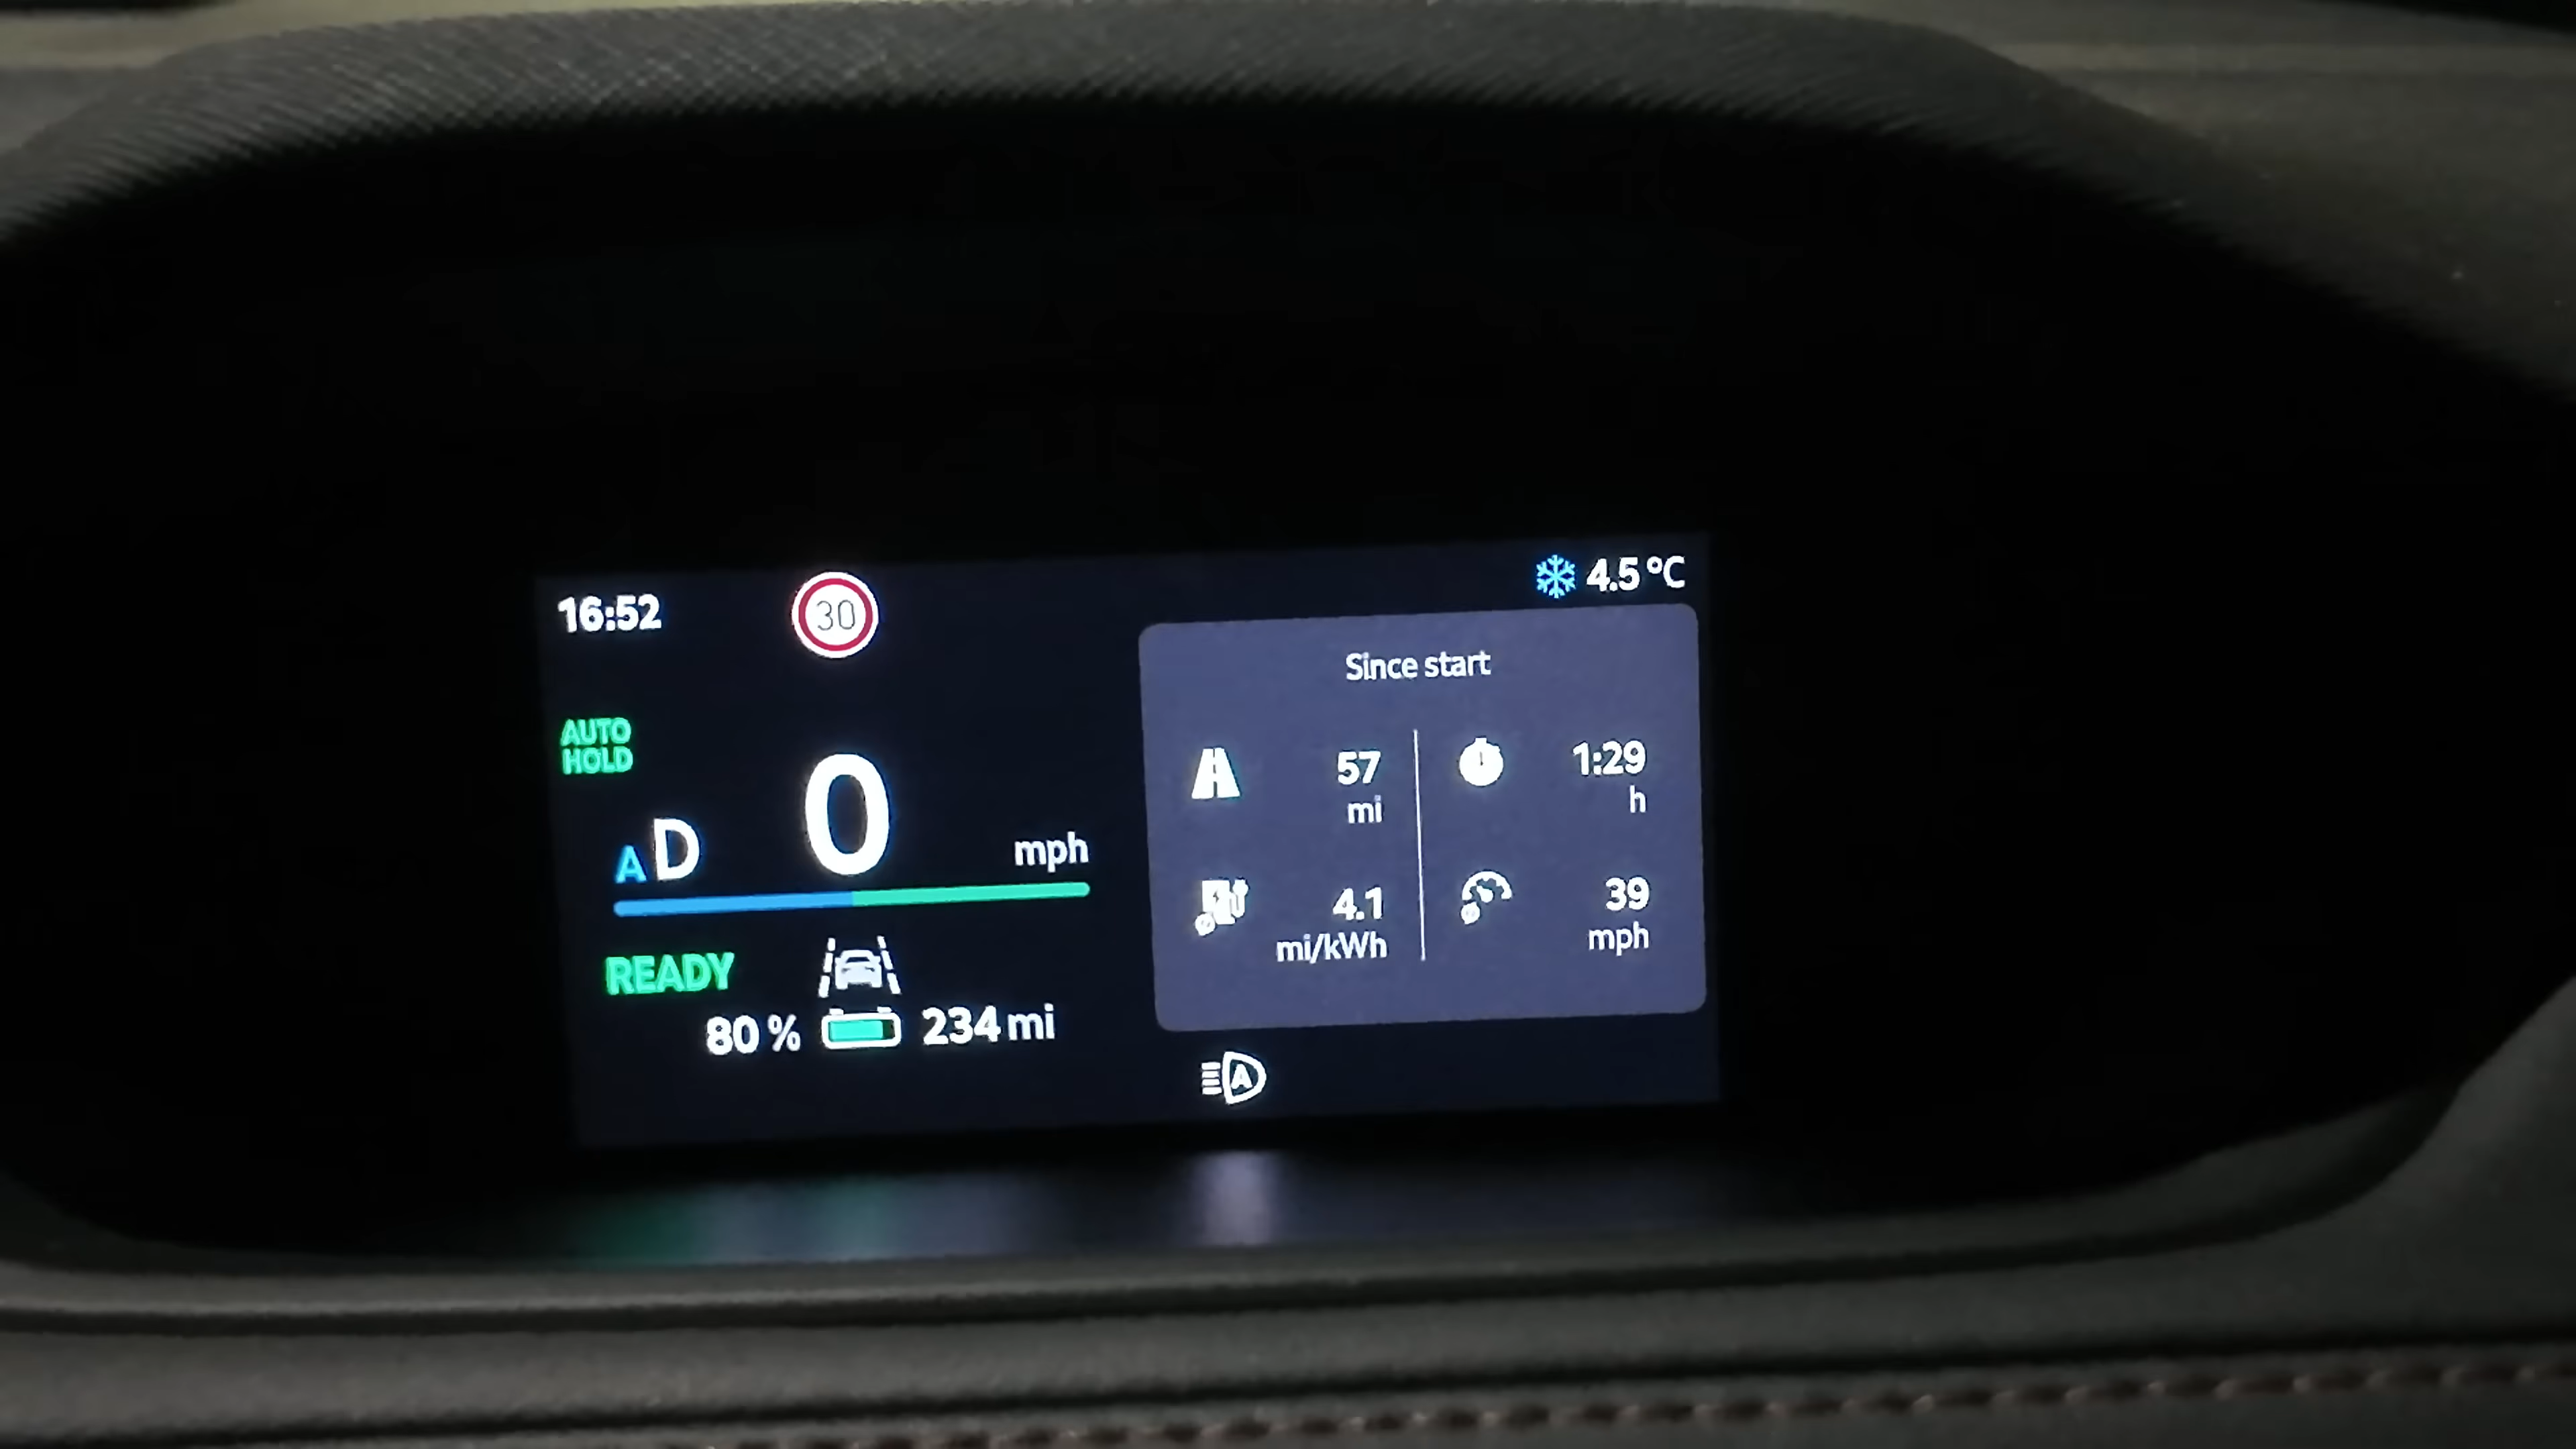 16:52
30
4.5 °C
Since start
AUTO
HOLD
57
mi
1:29
h
A D
0
mph
4.1
mi/kWh
39
mph
READY
80 %
234 mi
A